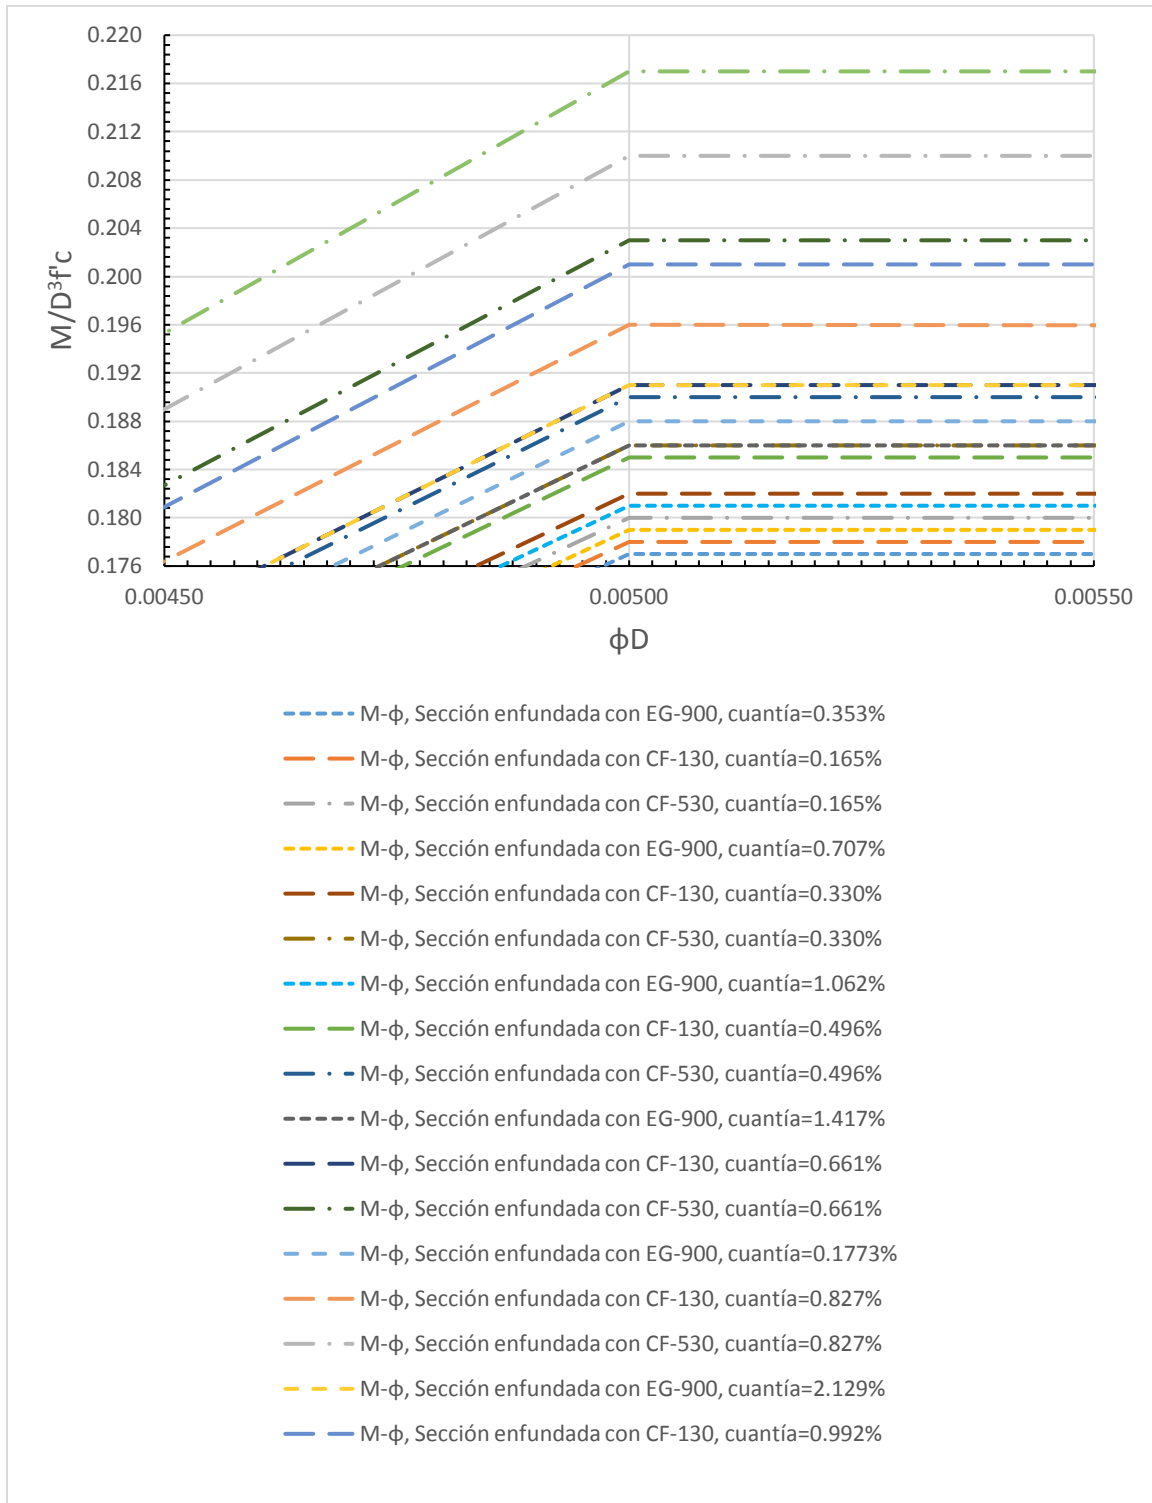 0.220
0.216
0.212
0.208
0.204
0.200
0.196
0.192
0.188
0.184
0.180
0.176
M/D³f'c
0.00450 0.00500 0.00550
ϕD
M-ϕ, Sección enfundada con EG-900, cuantía=0.353%
M-ϕ, Sección enfundada con CF-130, cuantía=0.165%
M-ϕ, Sección enfundada con CF-530, cuantía=0.165%
M-ϕ, Sección enfundada con EG-900, cuantía=0.707%
M-ϕ, Sección enfundada con CF-130, cuantía=0.330%
M-ϕ, Sección enfundada con CF-530, cuantía=0.330%
M-ϕ, Sección enfundada con EG-900, cuantía=1.062%
M-ϕ, Sección enfundada con CF-130, cuantía=0.496%
M-ϕ, Sección enfundada con CF-530, cuantía=0.496%
M-ϕ, Sección enfundada con EG-900, cuantía=1.417%
M-ϕ, Sección enfundada con CF-130, cuantía=0.661%
M-ϕ, Sección enfundada con CF-530, cuantía=0.661%
M-ϕ, Sección enfundada con EG-900, cuantía=0.1773%
M-ϕ, Sección enfundada con CF-130, cuantía=0.827%
M-ϕ, Sección enfundada con CF-530, cuantía=0.827%
M-ϕ, Sección enfundada con EG-900, cuantía=2.129%
M-ϕ, Sección enfundada con CF-130, cuantía=0.992%